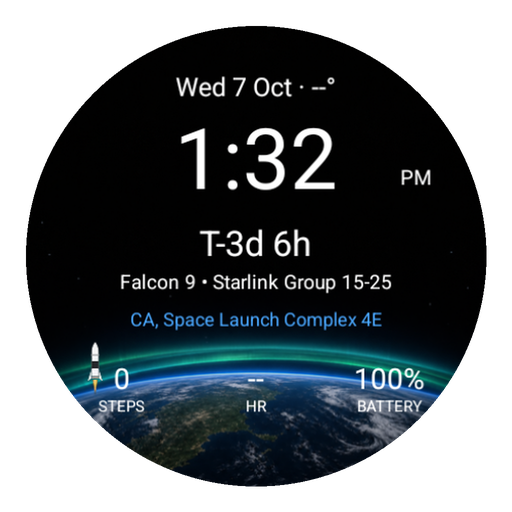 Wed 7 Oct · --°
1:32 PM
T-3d 6h
Falcon 9 • Starlink Group 15-25
CA, Space Launch Complex 4E
0 -- 100%
STEPS HR BATTERY